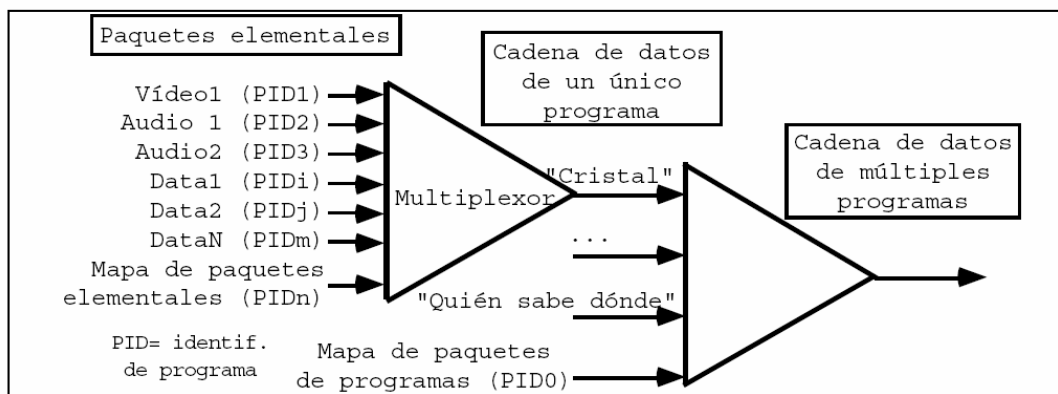 Paquetes elementales
Cadena de datos
de un único
programa
Vídeo1 (PID1)
Audio 1 (PID2)
Audio2 (PID3)
Data1 (PIDi)
Data2 (PIDj)
DataN (PIDm)
Mapa de paquetes
elementales (PIDn)
Multiplexor
"Cristal"
...
"Quién sabe dónde"
Mapa de paquetes
de programas (PID0)
Cadena de datos
de múltiples
programas
PID= identif.
de programa